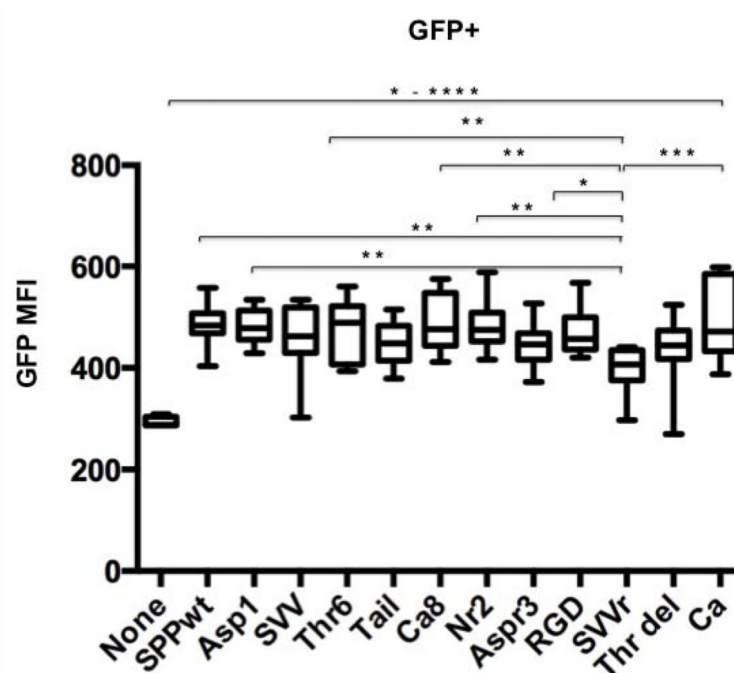 GFP+
* - ****
**
** ***
*
**
**
**
800
600
400
200
0
GFP MFI
None SPPwt Asp1 SVV Thr6 Tail Ca8 Nr2 Aspr3 RGD SVVr Thr del Ca